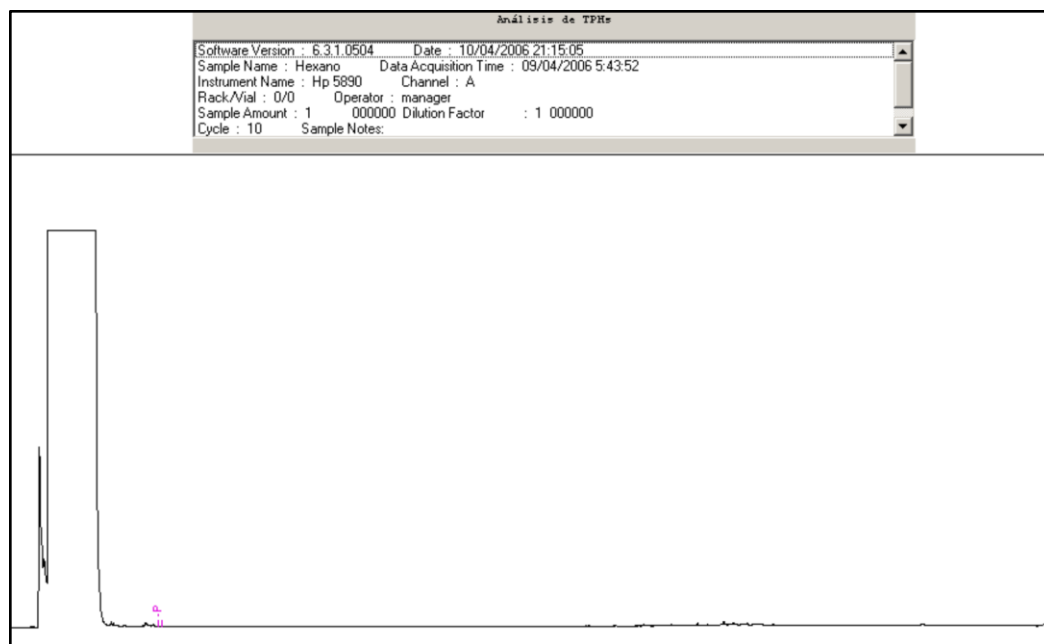 Análisis de TPHs
Software Version : 6.3.1.0504 Date : 10/04/2006 21:15:05
Sample Name : Hexano Data Acquisition Time : 09/04/2006 5:43:52
Instrument Name : Hp 5890 Channel : A
Rack/Vial : 0/0 Operator : manager
Sample Amount : 1 000000 Dilution Factor : 1 000000
Cycle : 10 Sample Notes: